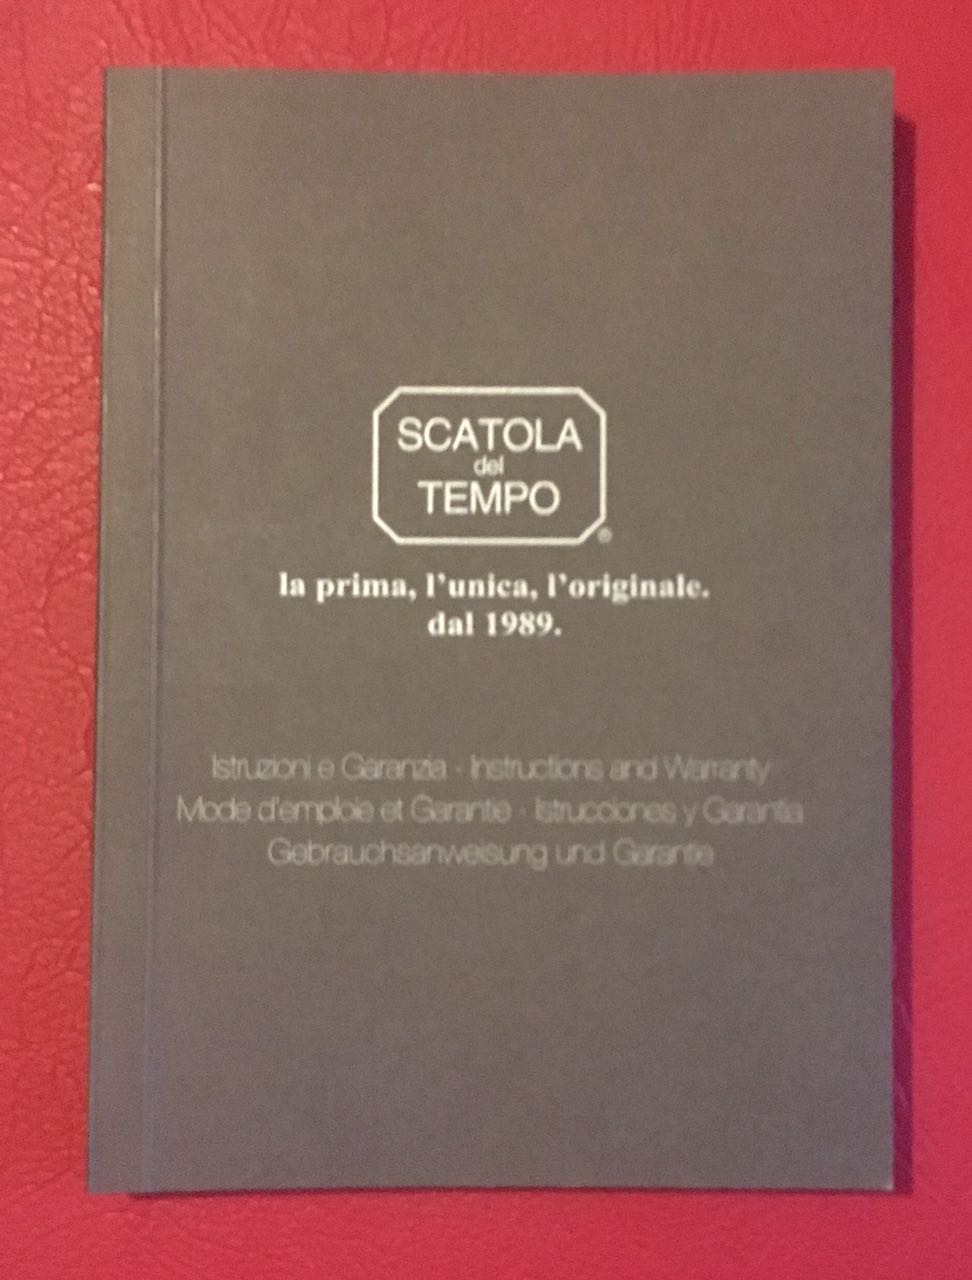 SCATOLA
del
TEMPO
®
la prima, l'unica, l'originale.
dal 1989.
Istruzioni e Garanzia · Instructions and Warranty
Mode d'emploie et Garantie · Istrucciones y Garantia
Gebrauchsanweisung und Garantie